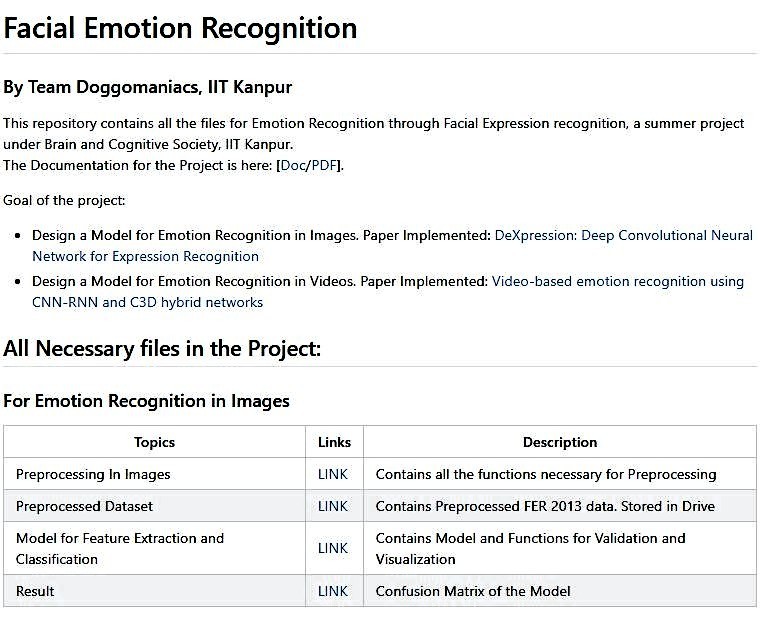 Facial Emotion Recognition
By Team Doggomaniacs, IIT Kanpur
This repository contains all the files for Emotion Recognition through Facial Expression recognition, a summer project
under Brain and Cognitive Society, IIT Kanpur.
The Documentation for the Project is here: [Doc/PDF].
Goal of the project:
• Design a Model for Emotion Recognition in Images. Paper Implemented: DeXpression: Deep Convolutional Neural
Network for Expression Recognition
• Design a Model for Emotion Recognition in Videos. Paper Implemented: Video-based emotion recognition using
CNN-RNN and C3D hybrid networks
All Necessary files in the Project:
For Emotion Recognition in Images
Topics Links Description
Preprocessing In Images LINK Contains all the functions necessary for Preprocessing
Preprocessed Dataset LINK Contains Preprocessed FER 2013 data. Stored in Drive
Model for Feature Extraction and
Classification
LINK
Contains Model and Functions for Validation and
Visualization
Result LINK Confusion Matrix of the Model